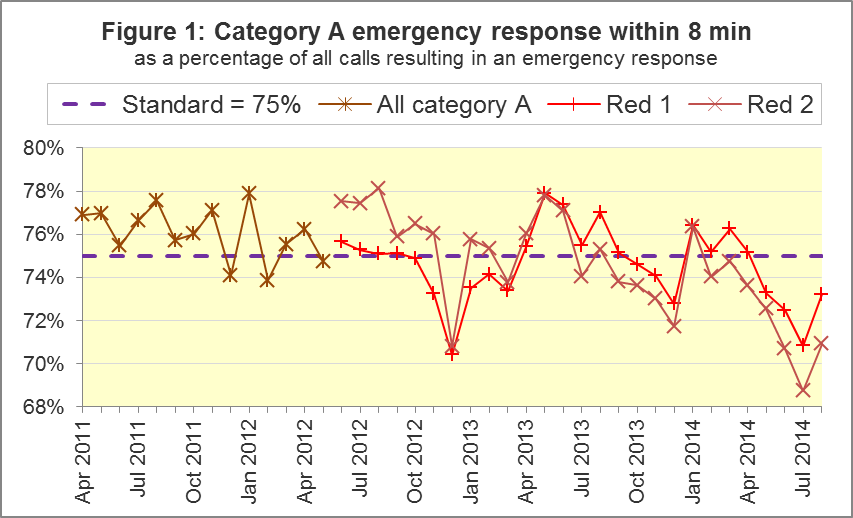 Figure 1: Category A emergency response within 8 min
as a percentage of all calls resulting in an emergency response
Standard = 75% All category A Red 1 Red 2
80%
78%
76%
74%
72%
70%
68%
Apr 2011 Jul 2011 Oct 2011 Jan 2012 Apr 2012 Jul 2012 Oct 2012 Jan 2013 Apr 2013 Jul 2013 Oct 2013 Jan 2014 Apr 2014 Jul 2014